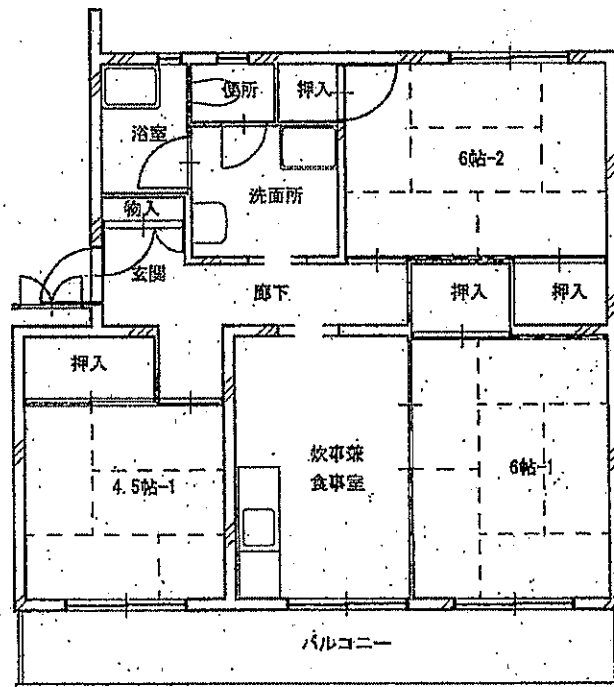 便所
押入
浴室
6帖-2
洗面所
物入
玄関
廊下
押入
押入
押入
炊事兼
食事室
6帖-1
4.5帖-1
バルコニー